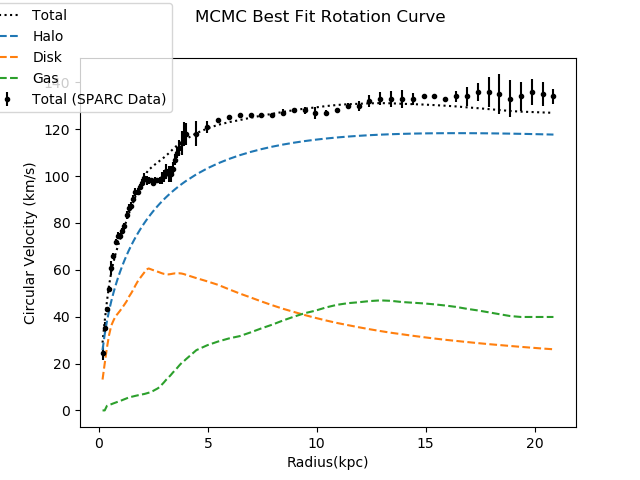 MCMC Best Fit Rotation Curve
Total
Halo
Disk
Gas
Total (SPARC Data)
Circular Velocity (km/s)
140
120
100
80
60
40
20
0
0 5 10 15 20
Radius(kpc)